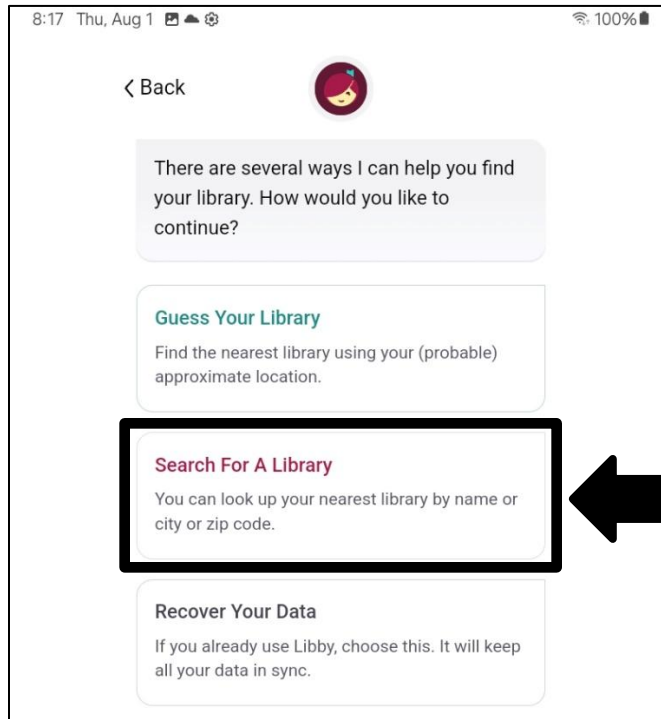 8:17 Thu, Aug 1 100%
Back
There are several ways I can help you find
your library. How would you like to
continue?
Guess Your Library
Find the nearest library using your (probable)
approximate location.
Search For A Library
You can look up your nearest library by name or
city or zip code.
Recover Your Data
If you already use Libby, choose this. It will keep
all your data in sync.